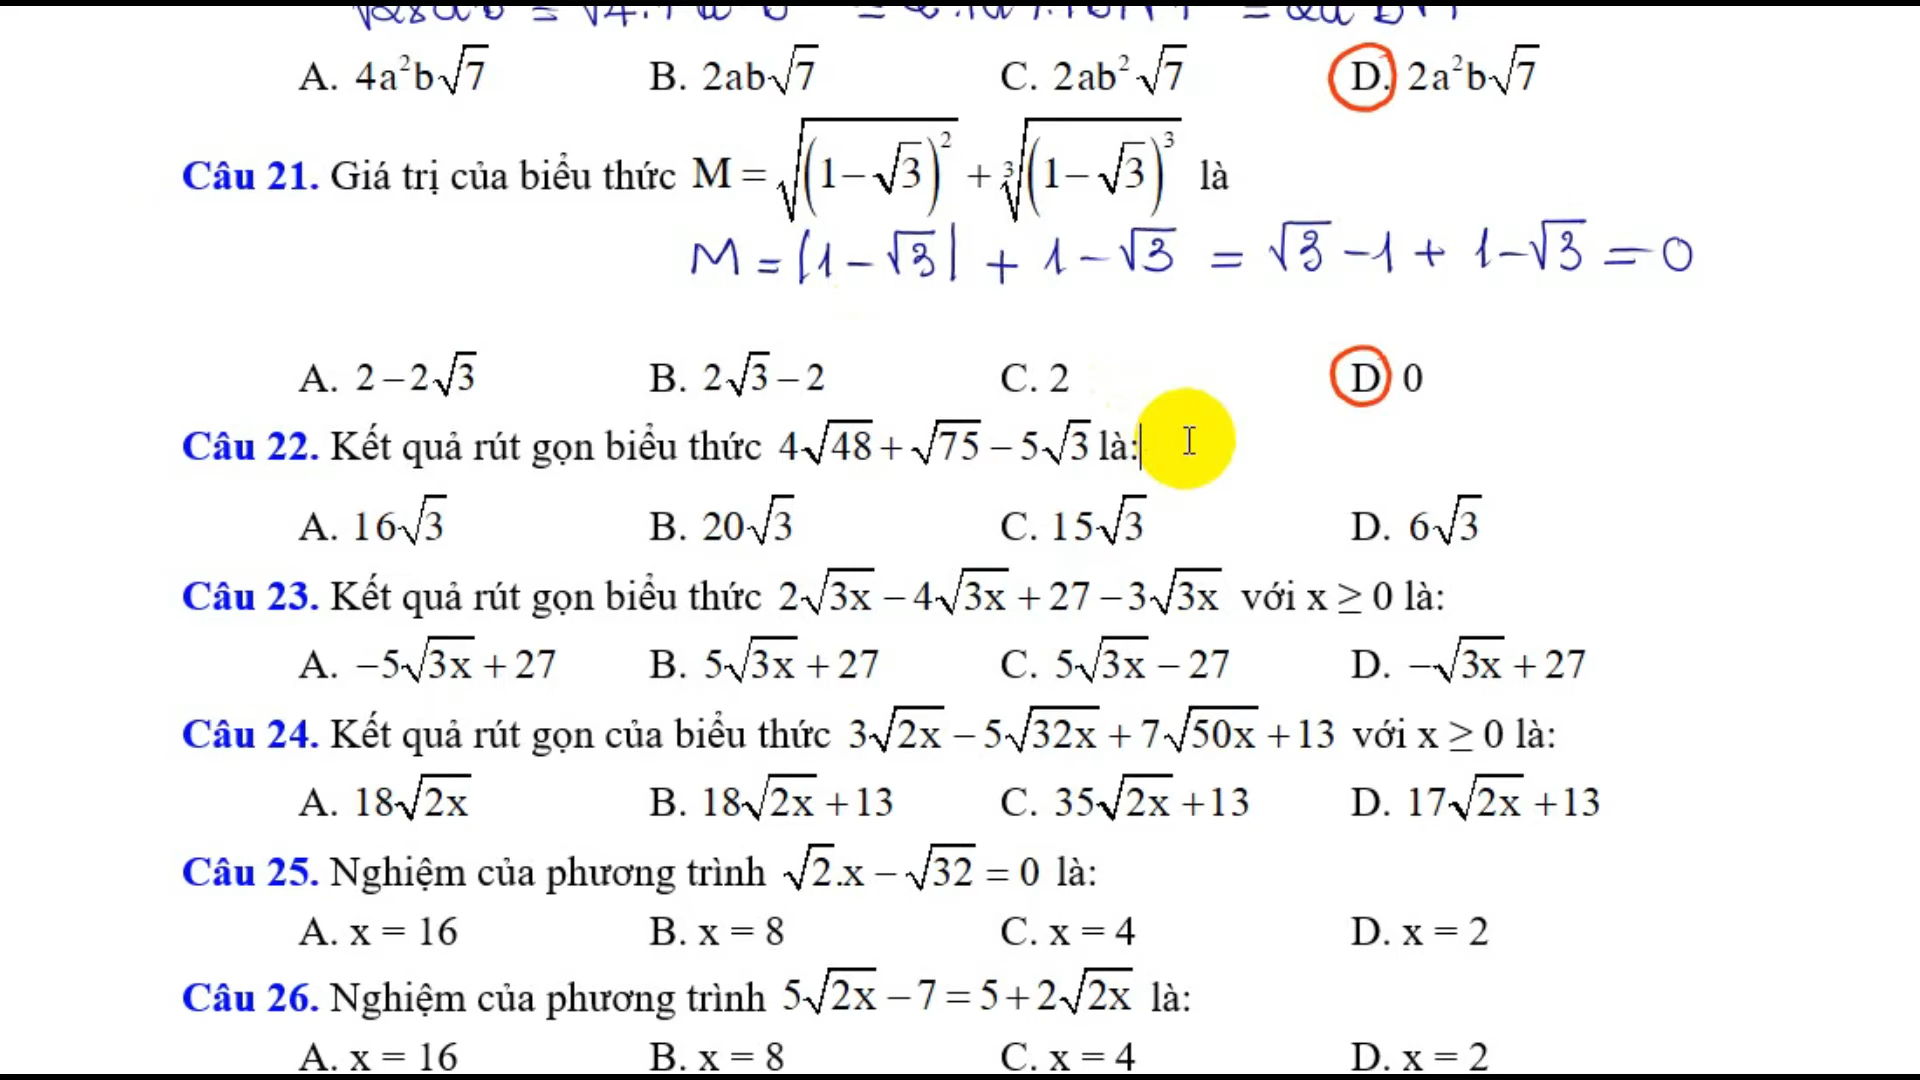 A. 4a²b√7 B. 2ab√7 C. 2ab²√7 D. 2a²b√7
Câu 21. Giá trị của biểu thức M = √((1−√3)²) + ∛((1−√3)³) là
M = |1−√3| + 1−√3 = √3−1 + 1−√3 = 0
A. 2−2√3 B. 2√3−2 C. 2 D 0
Câu 22. Kết quả rút gọn biểu thức 4√48 + √75 − 5√3 là:
A. 16√3 B. 20√3 C. 15√3 D. 6√3
Câu 23. Kết quả rút gọn biểu thức 2√3x − 4√3x + 27 − 3√3x với x ≥ 0 là:
A. −5√3x + 27 B. 5√3x + 27 C. 5√3x − 27 D. −√3x + 27
Câu 24. Kết quả rút gọn của biểu thức 3√2x − 5√32x + 7√50x + 13 với x ≥ 0 là:
A. 18√2x B. 18√2x + 13 C. 35√2x + 13 D. 17√2x + 13
Câu 25. Nghiệm của phương trình √2.x − √32 = 0 là:
A. x = 16 B. x = 8 C. x = 4 D. x = 2
Câu 26. Nghiệm của phương trình 5√2x − 7 = 5 + 2√2x là:
A. x = 16 B. x = 8 C. x = 4 D. x = 2